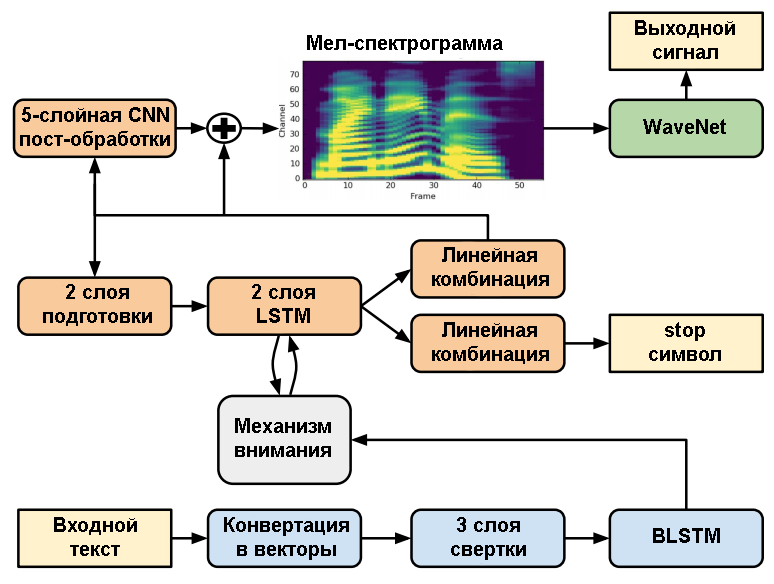 Выходной
сигнал
Мел-спектрограмма
5-слойная CNN
пост-обработки
70
60
50
40
30
20
10
0
Channel
0 10 20 30 40 50
Frame
WaveNet
Линейная
комбинация
2 слоя
подготовки
2 слоя
LSTM
Линейная
комбинация
stop
символ
Механизм
внимания
Входной
текст
Конвертация
в векторы
3 слоя
свертки
BLSTM